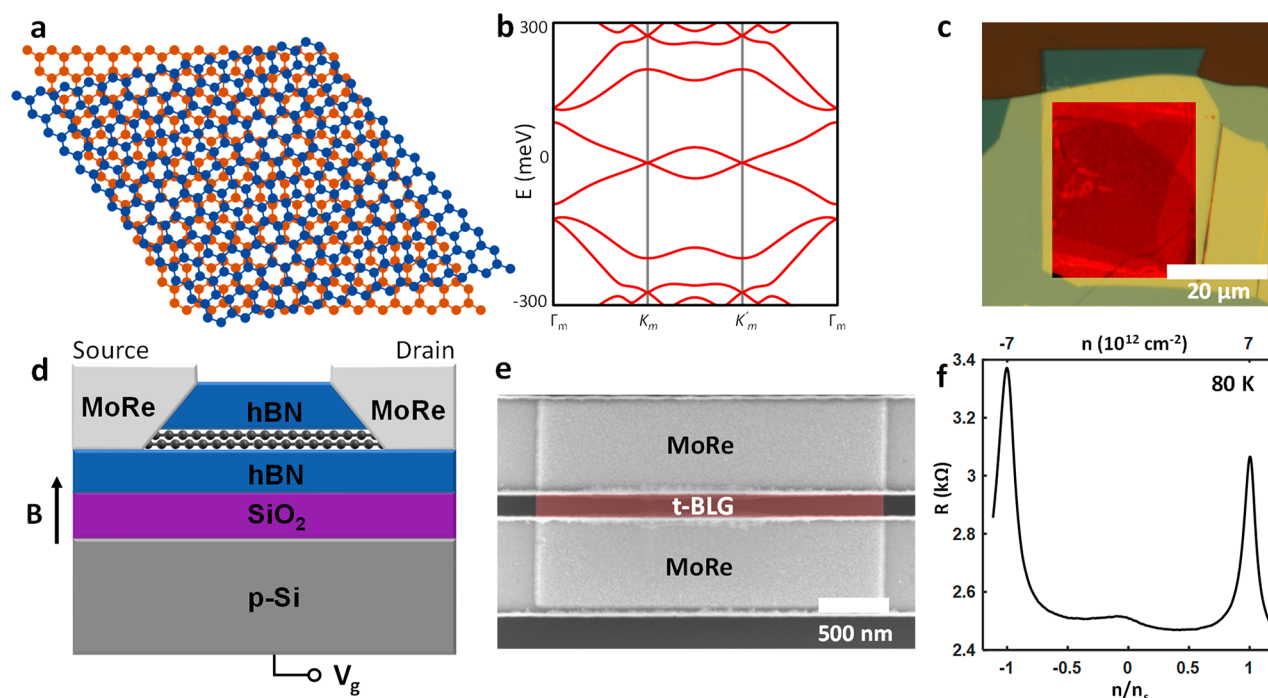 a
b
300
0
-300
E (meV)
Γm
Km
K'm
Γm
c
20 μm
d
Source
Drain
MoRe
hBN
MoRe
hBN
B
SiO2
p-Si
Vg
e
MoRe
t-BLG
MoRe
500 nm
f
-7
n (10¹² cm⁻²)
7
80 K
R (kΩ)
3.4
3.2
3
2.8
2.6
2.4
-1
-0.5
0
0.5
1
n/ns